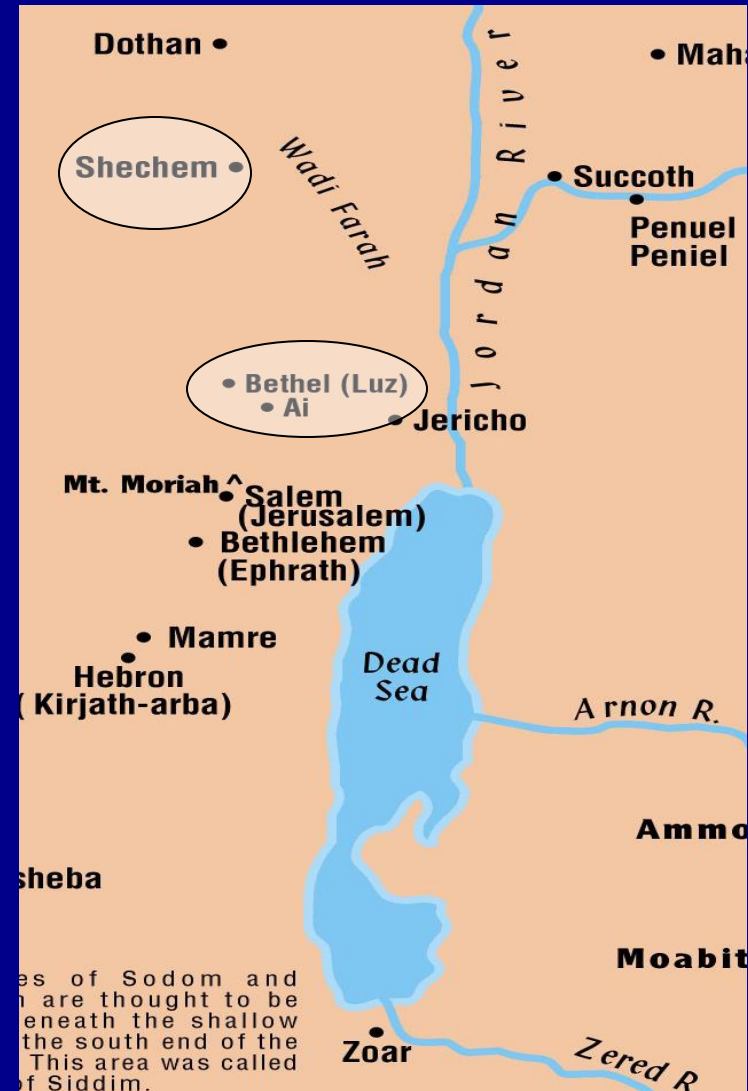 Dothan
Mah
Shechem
Wadi Farah
Jordan River
Succoth
Penuel
Peniel
Bethel (Luz)
Ai
Jericho
Mt. Moriah ^
Salem
(Jerusalem)
Bethlehem
(Ephrath)
Mamre
Hebron
( Kirjath-arba)
Dead
Sea
Arnon R.
Ammo
sheba
Moabit
es of Sodom and
are thought to be
eneath the shallow
the south end of the
This area was called
of Siddim.
Zoar
Zered R